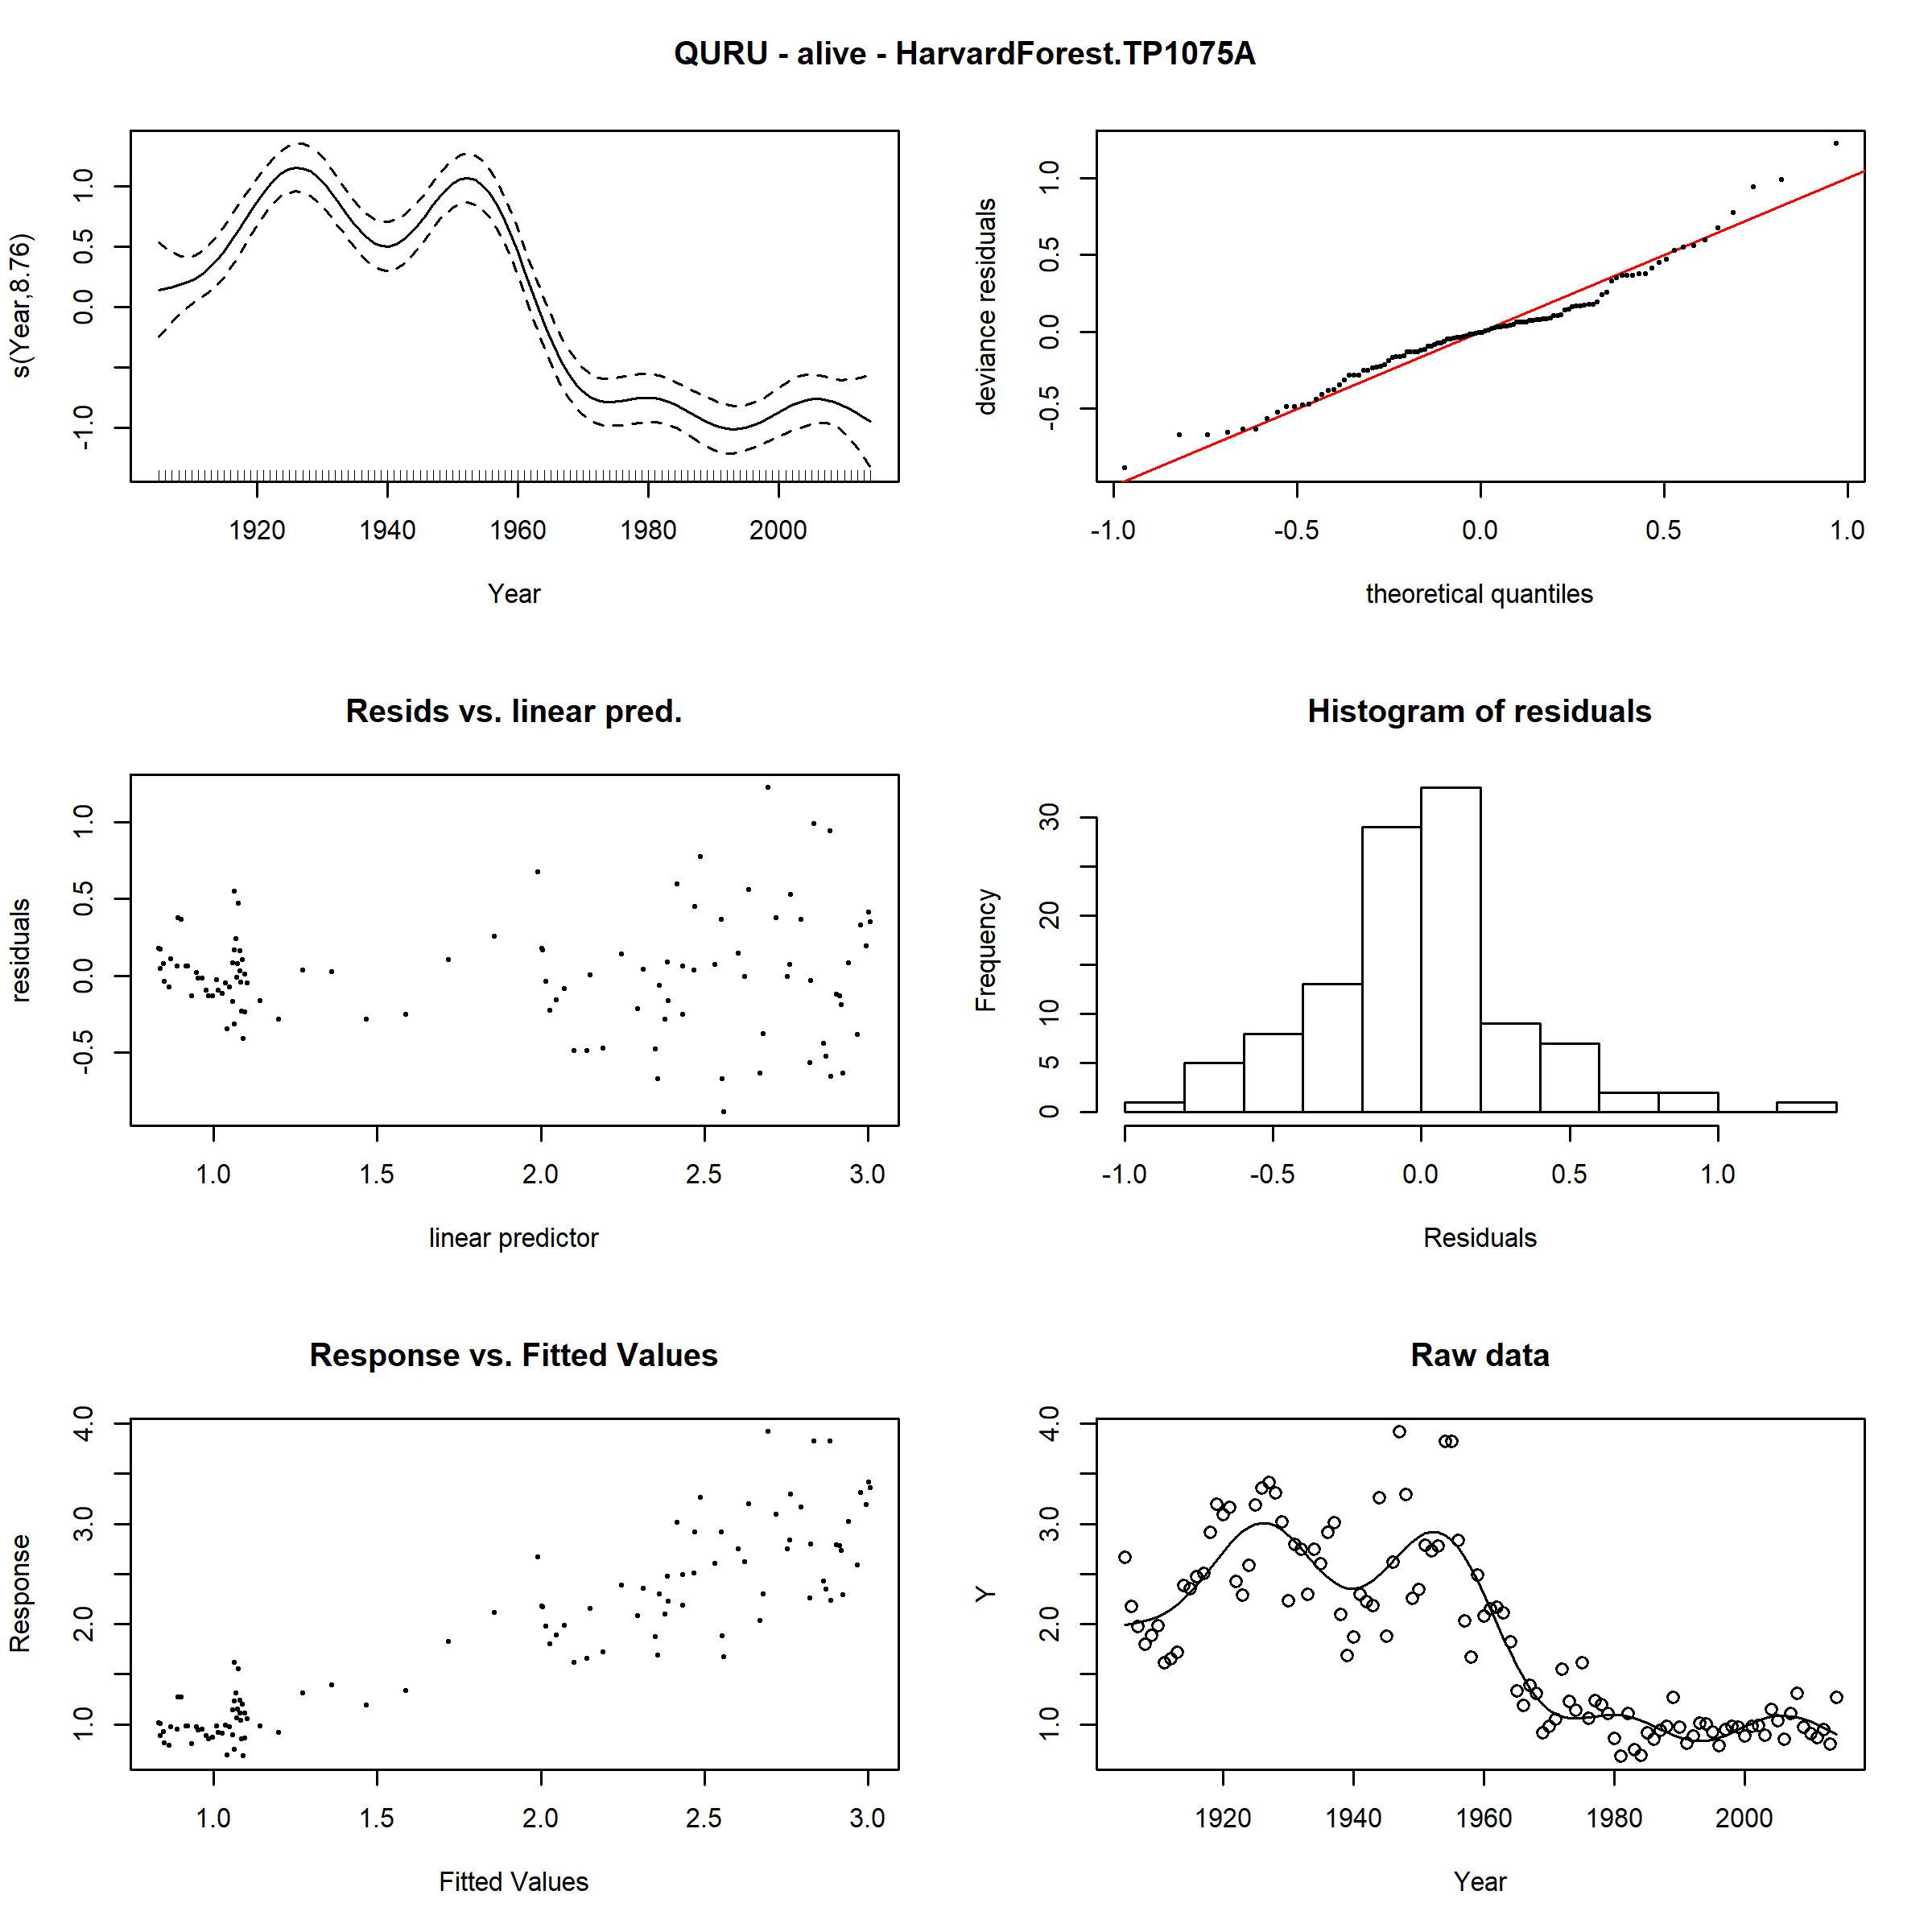 QURU - alive - HarvardForest.TP1075A
s(Year,8.76)
-1.0 0.0 0.5 1.0
1920 1940 1960 1980 2000
Year
deviance residuals
-0.5 0.0 0.5 1.0
-1.0 -0.5 0.0 0.5 1.0
theoretical quantiles
Resids vs. linear pred.
residuals
-0.5 0.0 0.5 1.0
1.0 1.5 2.0 2.5 3.0
linear predictor
Histogram of residuals
Frequency
0 5 10 20 30
-1.0 -0.5 0.0 0.5 1.0
Residuals
Response vs. Fitted Values
Response
1.0 2.0 3.0 4.0
1.0 1.5 2.0 2.5 3.0
Fitted Values
Raw data
Y
1.0 2.0 3.0 4.0
1920 1940 1960 1980 2000
Year